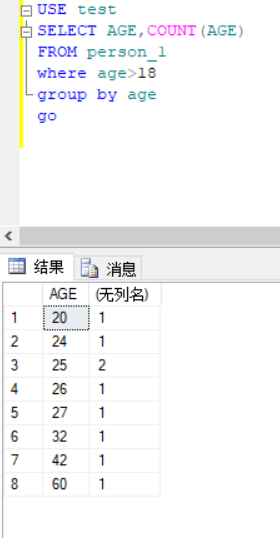 USE test
SELECT AGE,COUNT(AGE)
FROM person_1
where age>18
group by age
go
结果 消息
AGE (无列名)
1 20 1
2 24 1
3 25 2
4 26 1
5 27 1
6 32 1
7 42 1
8 60 1